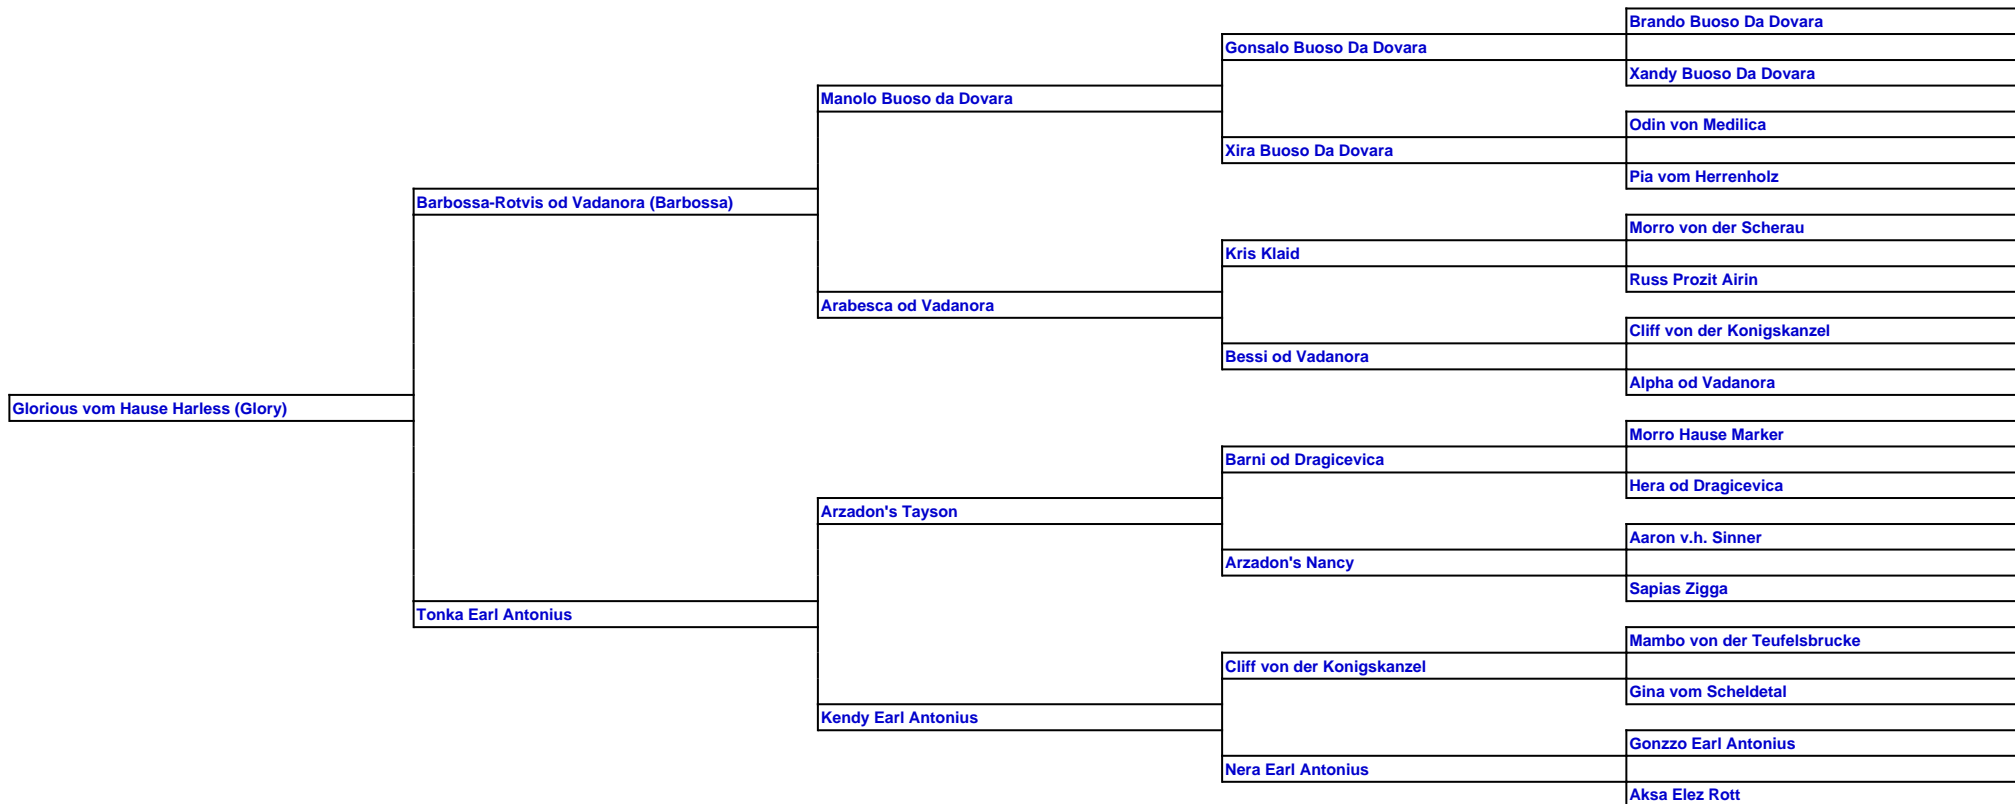 Brando Buoso Da Dovara
Gonsalo Buoso Da Dovara
Xandy Buoso Da Dovara
Manolo Buoso da Dovara
Odin von Medilica
Xira Buoso Da Dovara
Pia vom Herrenholz
Barbossa-Rotvis od Vadanora (Barbossa)
Morro von der Scherau
Kris Klaid
Russ Prozit Airin
Arabesca od Vadanora
Cliff von der Konigskanzel
Bessi od Vadanora
Alpha od Vadanora
Glorious vom Hause Harless (Glory)
Morro Hause Marker
Barni od Dragicevica
Hera od Dragicevica
Arzadon's Tayson
Aaron v.h. Sinner
Arzadon's Nancy
Sapias Zigga
Tonka Earl Antonius
Mambo von der Teufelsbrucke
Cliff von der Konigskanzel
Gina vom Scheldetal
Kendy Earl Antonius
Gonzzo Earl Antonius
Nera Earl Antonius
Aksa Elez Rott